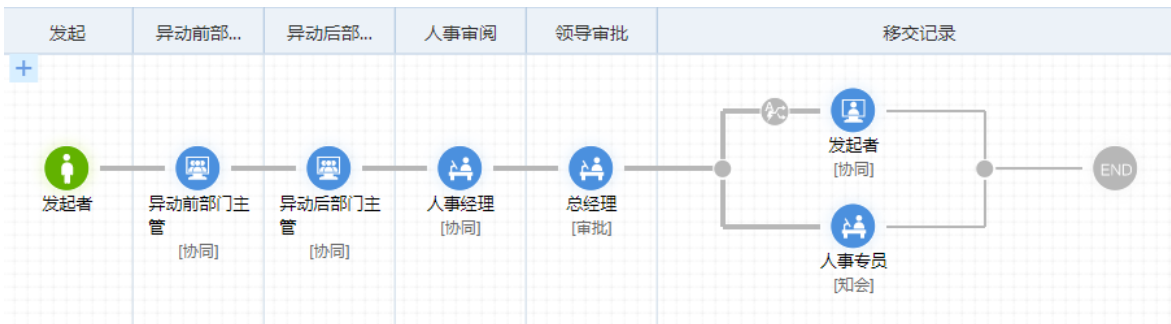 发起
异动前部...
异动后部...
人事审阅
领导审批
移交记录
发起者
异动前部门主
管
[协同]
异动后部门主
管
[协同]
人事经理
[协同]
总经理
[审批]
发起者
[协同]
人事专员
[知会]
END